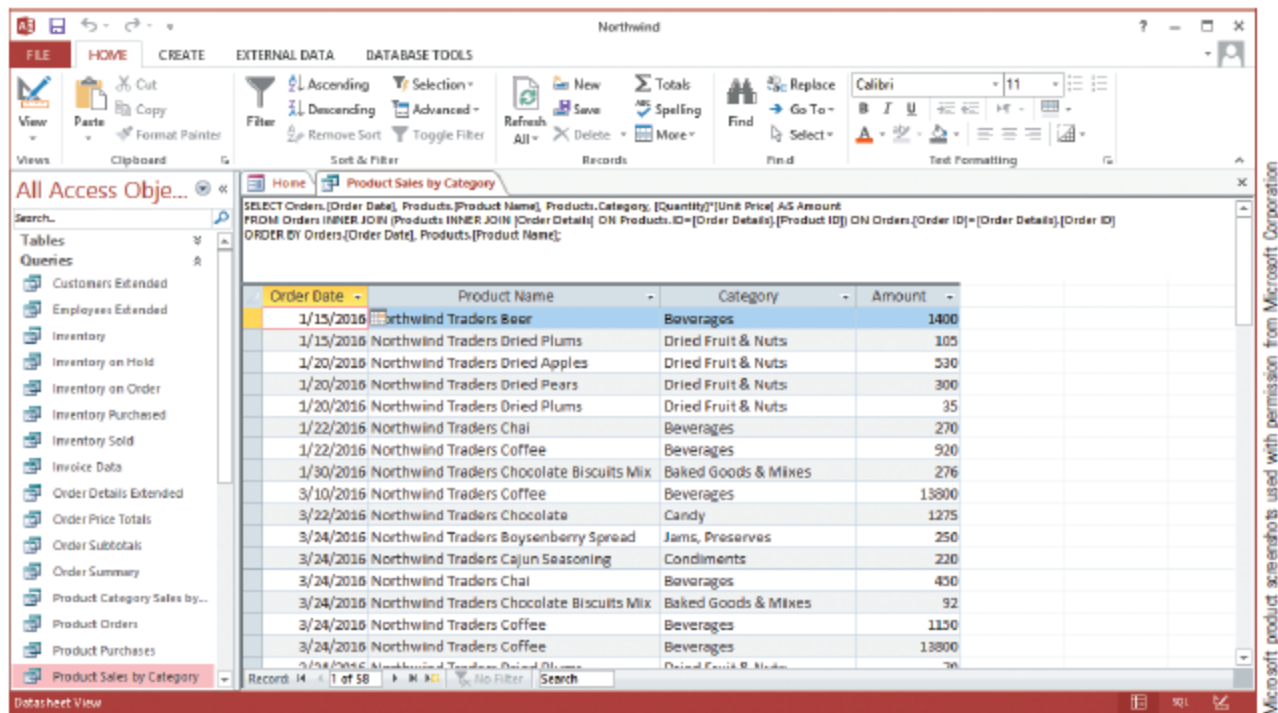 Northwind
FILE HOME CREATE EXTERNAL DATA DATABASE TOOLS
View
Views
Paste
Cut
Copy
Format Painter
Clipboard
Filter
Ascending
Descending
Remove Sort
Selection
Advanced
Toggle Filter
Sort & Filter
Refresh
All
New
Save
Delete
Totals
Spelling
More
Records
Find
Replace
Go To
Select
Find
Calibri 11
B I U
A
Text Formatting
All Access Obje...
Search..
Tables
Queries
Customers Extended
Employees Extended
Inventory
Inventory on Hold
Inventory on Order
Inventory Purchased
Inventory Sold
Invoice Data
Order Details Extended
Order Price Totals
Order Subtotals
Order Summary
Product Category Sales by...
Product Orders
Product Purchases
Product Sales by Category
Home Product Sales by Category
SELECT Orders.[Order Date], Products.[Product Name], Products.Category, [Quantity]*[Unit Price] AS Amount
FROM Orders INNER JOIN (Products INNER JOIN [Order Details] ON Products.ID=[Order Details].[Product ID]) ON Orders.[Order ID]=[Order Details].[Order ID]
ORDER BY Orders.[Order Date], Products.[Product Name];
Order Date Product Name Category Amount
1/15/2016 orthwind Traders Beer Beverages 1400
1/15/2016 Northwind Traders Dried Plums Dried Fruit & Nuts 105
1/20/2016 Northwind Traders Dried Apples Dried Fruit & Nuts 530
1/20/2016 Northwind Traders Dried Pears Dried Fruit & Nuts 300
1/20/2016 Northwind Traders Dried Plums Dried Fruit & Nuts 35
1/22/2016 Northwind Traders Chai Beverages 270
1/22/2016 Northwind Traders Coffee Beverages 920
1/30/2016 Northwind Traders Chocolate Biscuits Mix Baked Goods & Mixes 276
3/10/2016 Northwind Traders Coffee Beverages 13800
3/22/2016 Northwind Traders Chocolate Candy 1275
3/24/2016 Northwind Traders Boysenberry Spread Jams, Preserves 250
3/24/2016 Northwind Traders Cajun Seasoning Condiments 220
3/24/2016 Northwind Traders Chai Beverages 450
3/24/2016 Northwind Traders Chocolate Biscuits Mix Baked Goods & Mixes 92
3/24/2016 Northwind Traders Coffee Beverages 1150
3/24/2016 Northwind Traders Coffee Beverages 13800
Record: 1 of 58 No Filter Search
Datasheet View SQL
Microsoft product screenshots used with permission from Microsoft Corporation